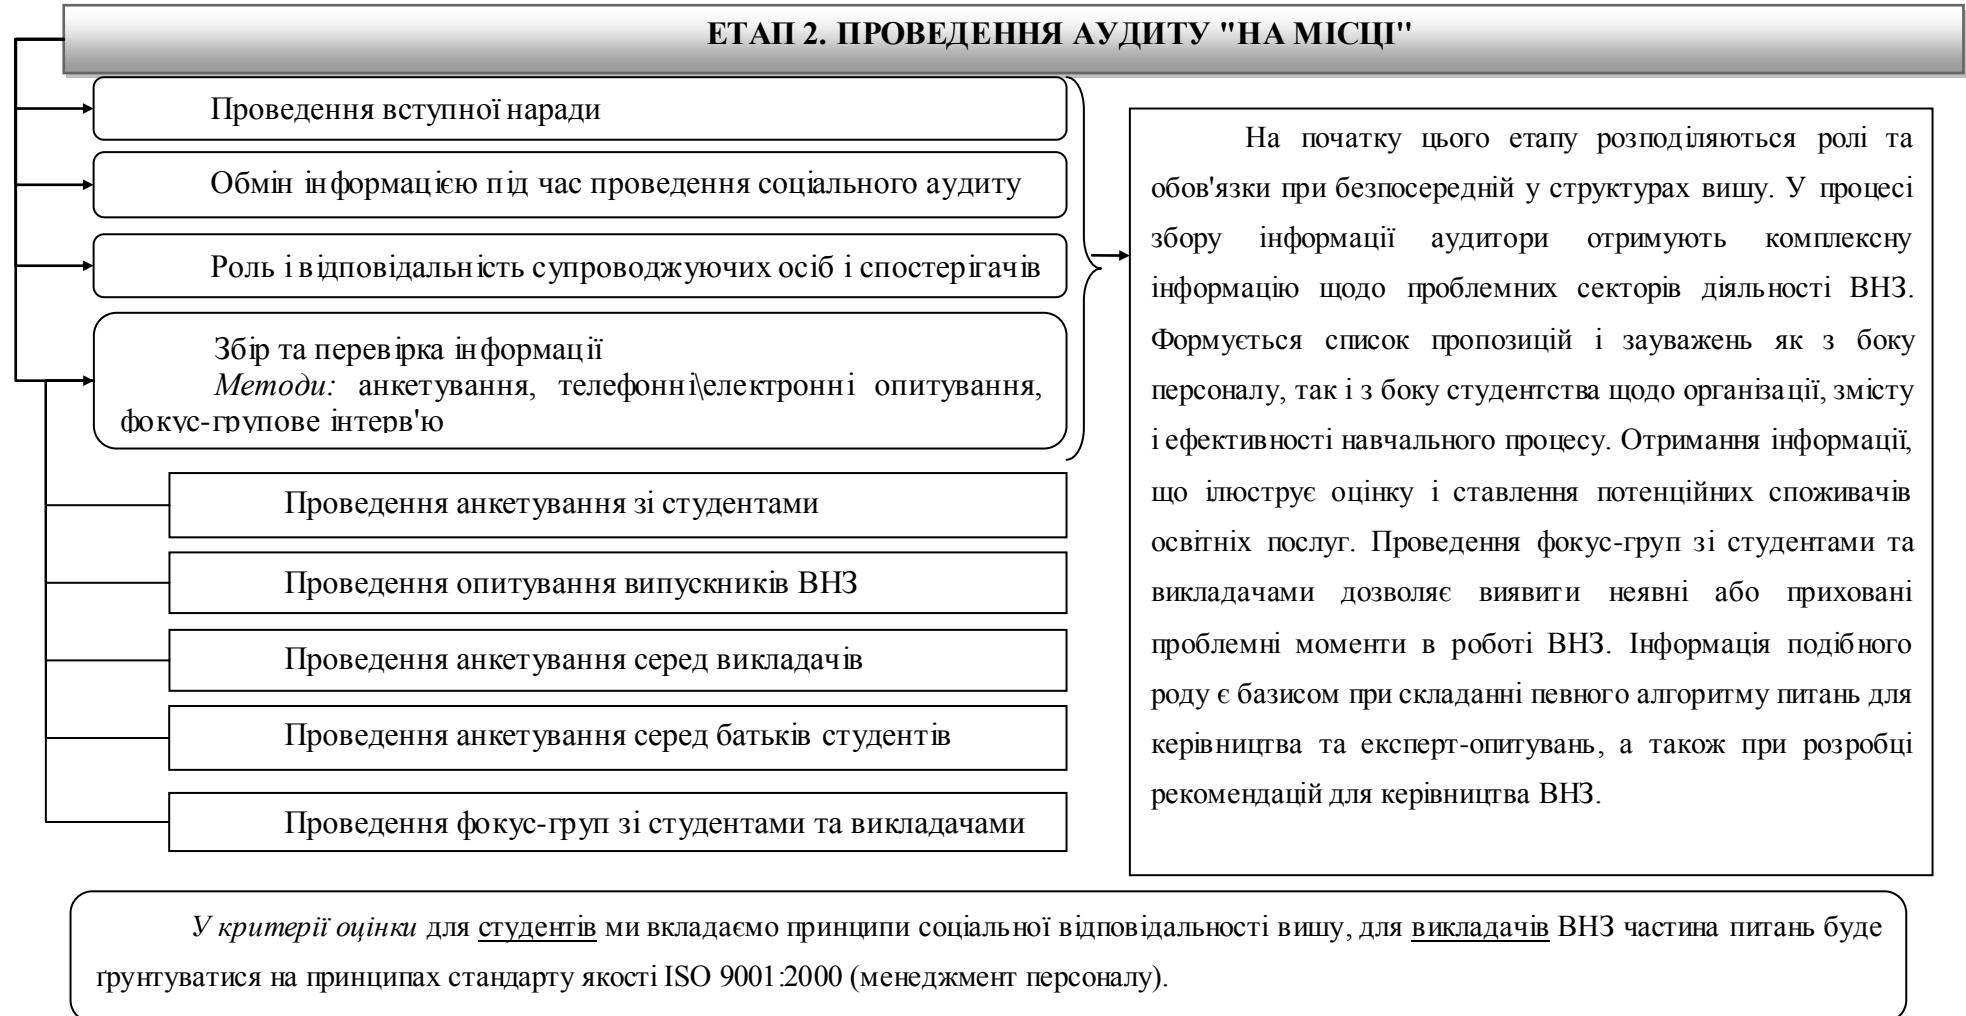 ЕТАП 2. ПРОВЕДЕННЯ АУДИТУ "НА МІСЦІ"
Проведення вступної наради
Обмін інформацією під час проведення соціального аудиту
Роль і відповідальність супроводжуючих осіб і спостерігачів
Збір та перевірка інформації
Методи: анкетування, телефонні\електронні опитування,
фокус-групове інтерв'ю
Проведення анкетування зі студентами
Проведення опитування випускників ВНЗ
Проведення анкетування серед викладачів
Проведення анкетування серед батьків студентів
Проведення фокус-груп зі студентами та викладачами
На початку цього етапу розподіляються ролі та
обов'язки при безпосередній у структурах вишу. У процесі
збору інформації аудитори отримують комплексну
інформацію щодо проблемних секторів діяльності ВНЗ.
Формується список пропозицій і зауважень як з боку
персоналу, так і з боку студентства щодо організації, змісту
і ефективності навчального процесу. Отримання інформації,
що ілюструє оцінку і ставлення потенційних споживачів
освітніх послуг. Проведення фокус-груп зі студентами та
викладачами дозволяє виявити неявні або приховані
проблемні моменти в роботі ВНЗ. Інформація подібного
роду є базисом при складанні певного алгоритму питань для
керівництва та експерт-опитувань, а також при розробці
рекомендацій для керівництва ВНЗ.
У критерії оцінки для студентів ми вкладаємо принципи соціальної відповідальності вишу, для викладачів ВНЗ частина питань буде
ґрунтуватися на принципах стандарту якості ISO 9001:2000 (менеджмент персоналу).